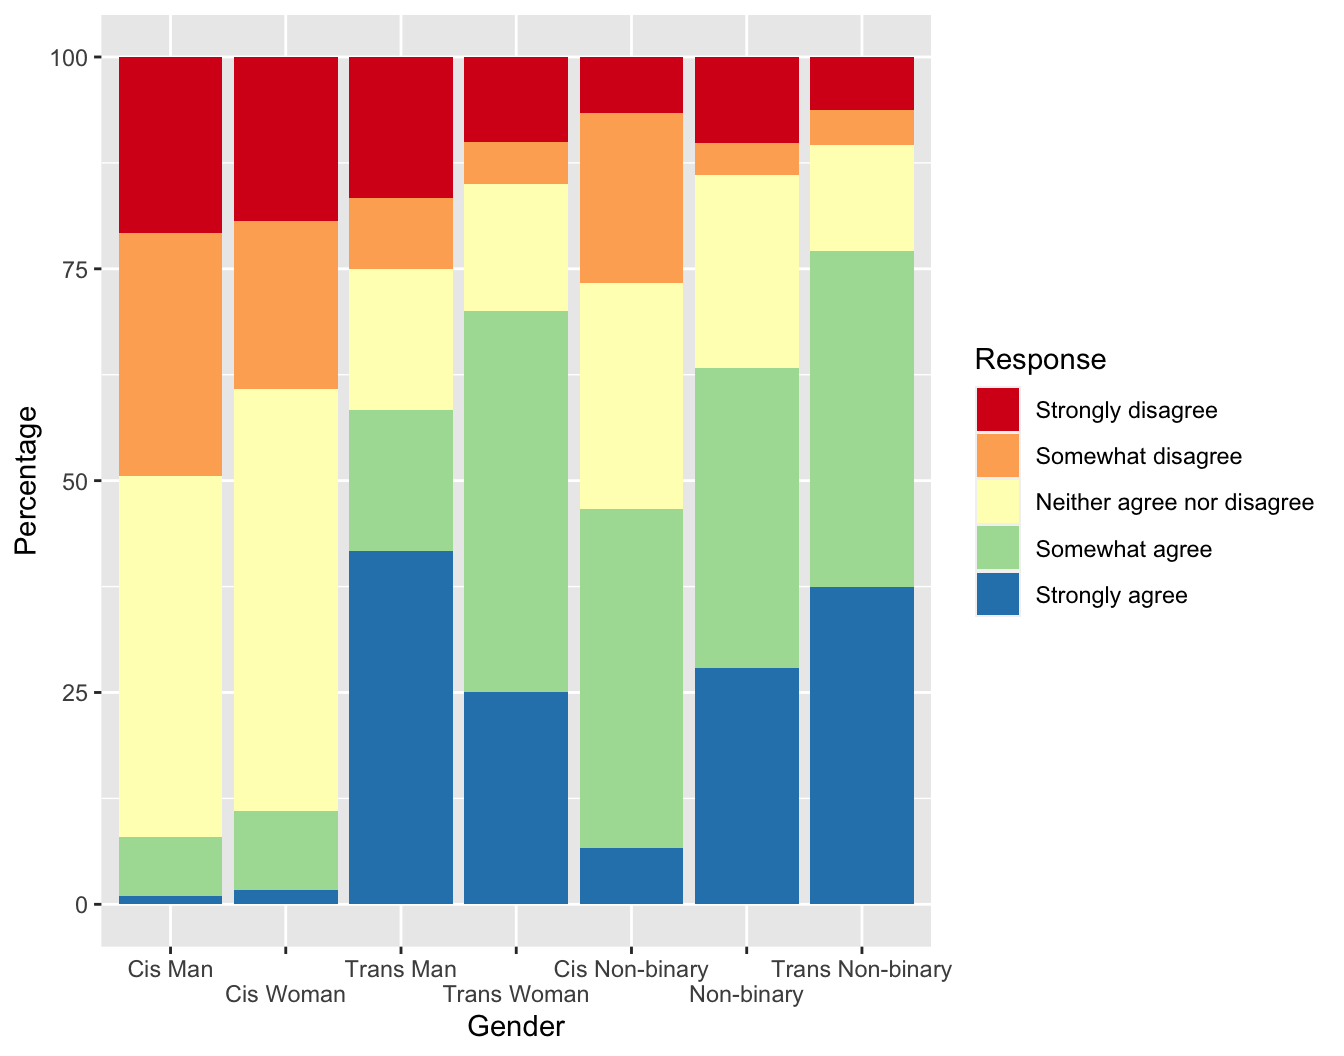 100
75
50
25
0
Percentage
Cis Man
Cis Woman
Trans Man
Trans Woman
Cis Non-binary
Non-binary
Trans Non-binary
Gender
Response
Strongly disagree
Somewhat disagree
Neither agree nor disagree
Somewhat agree
Strongly agree